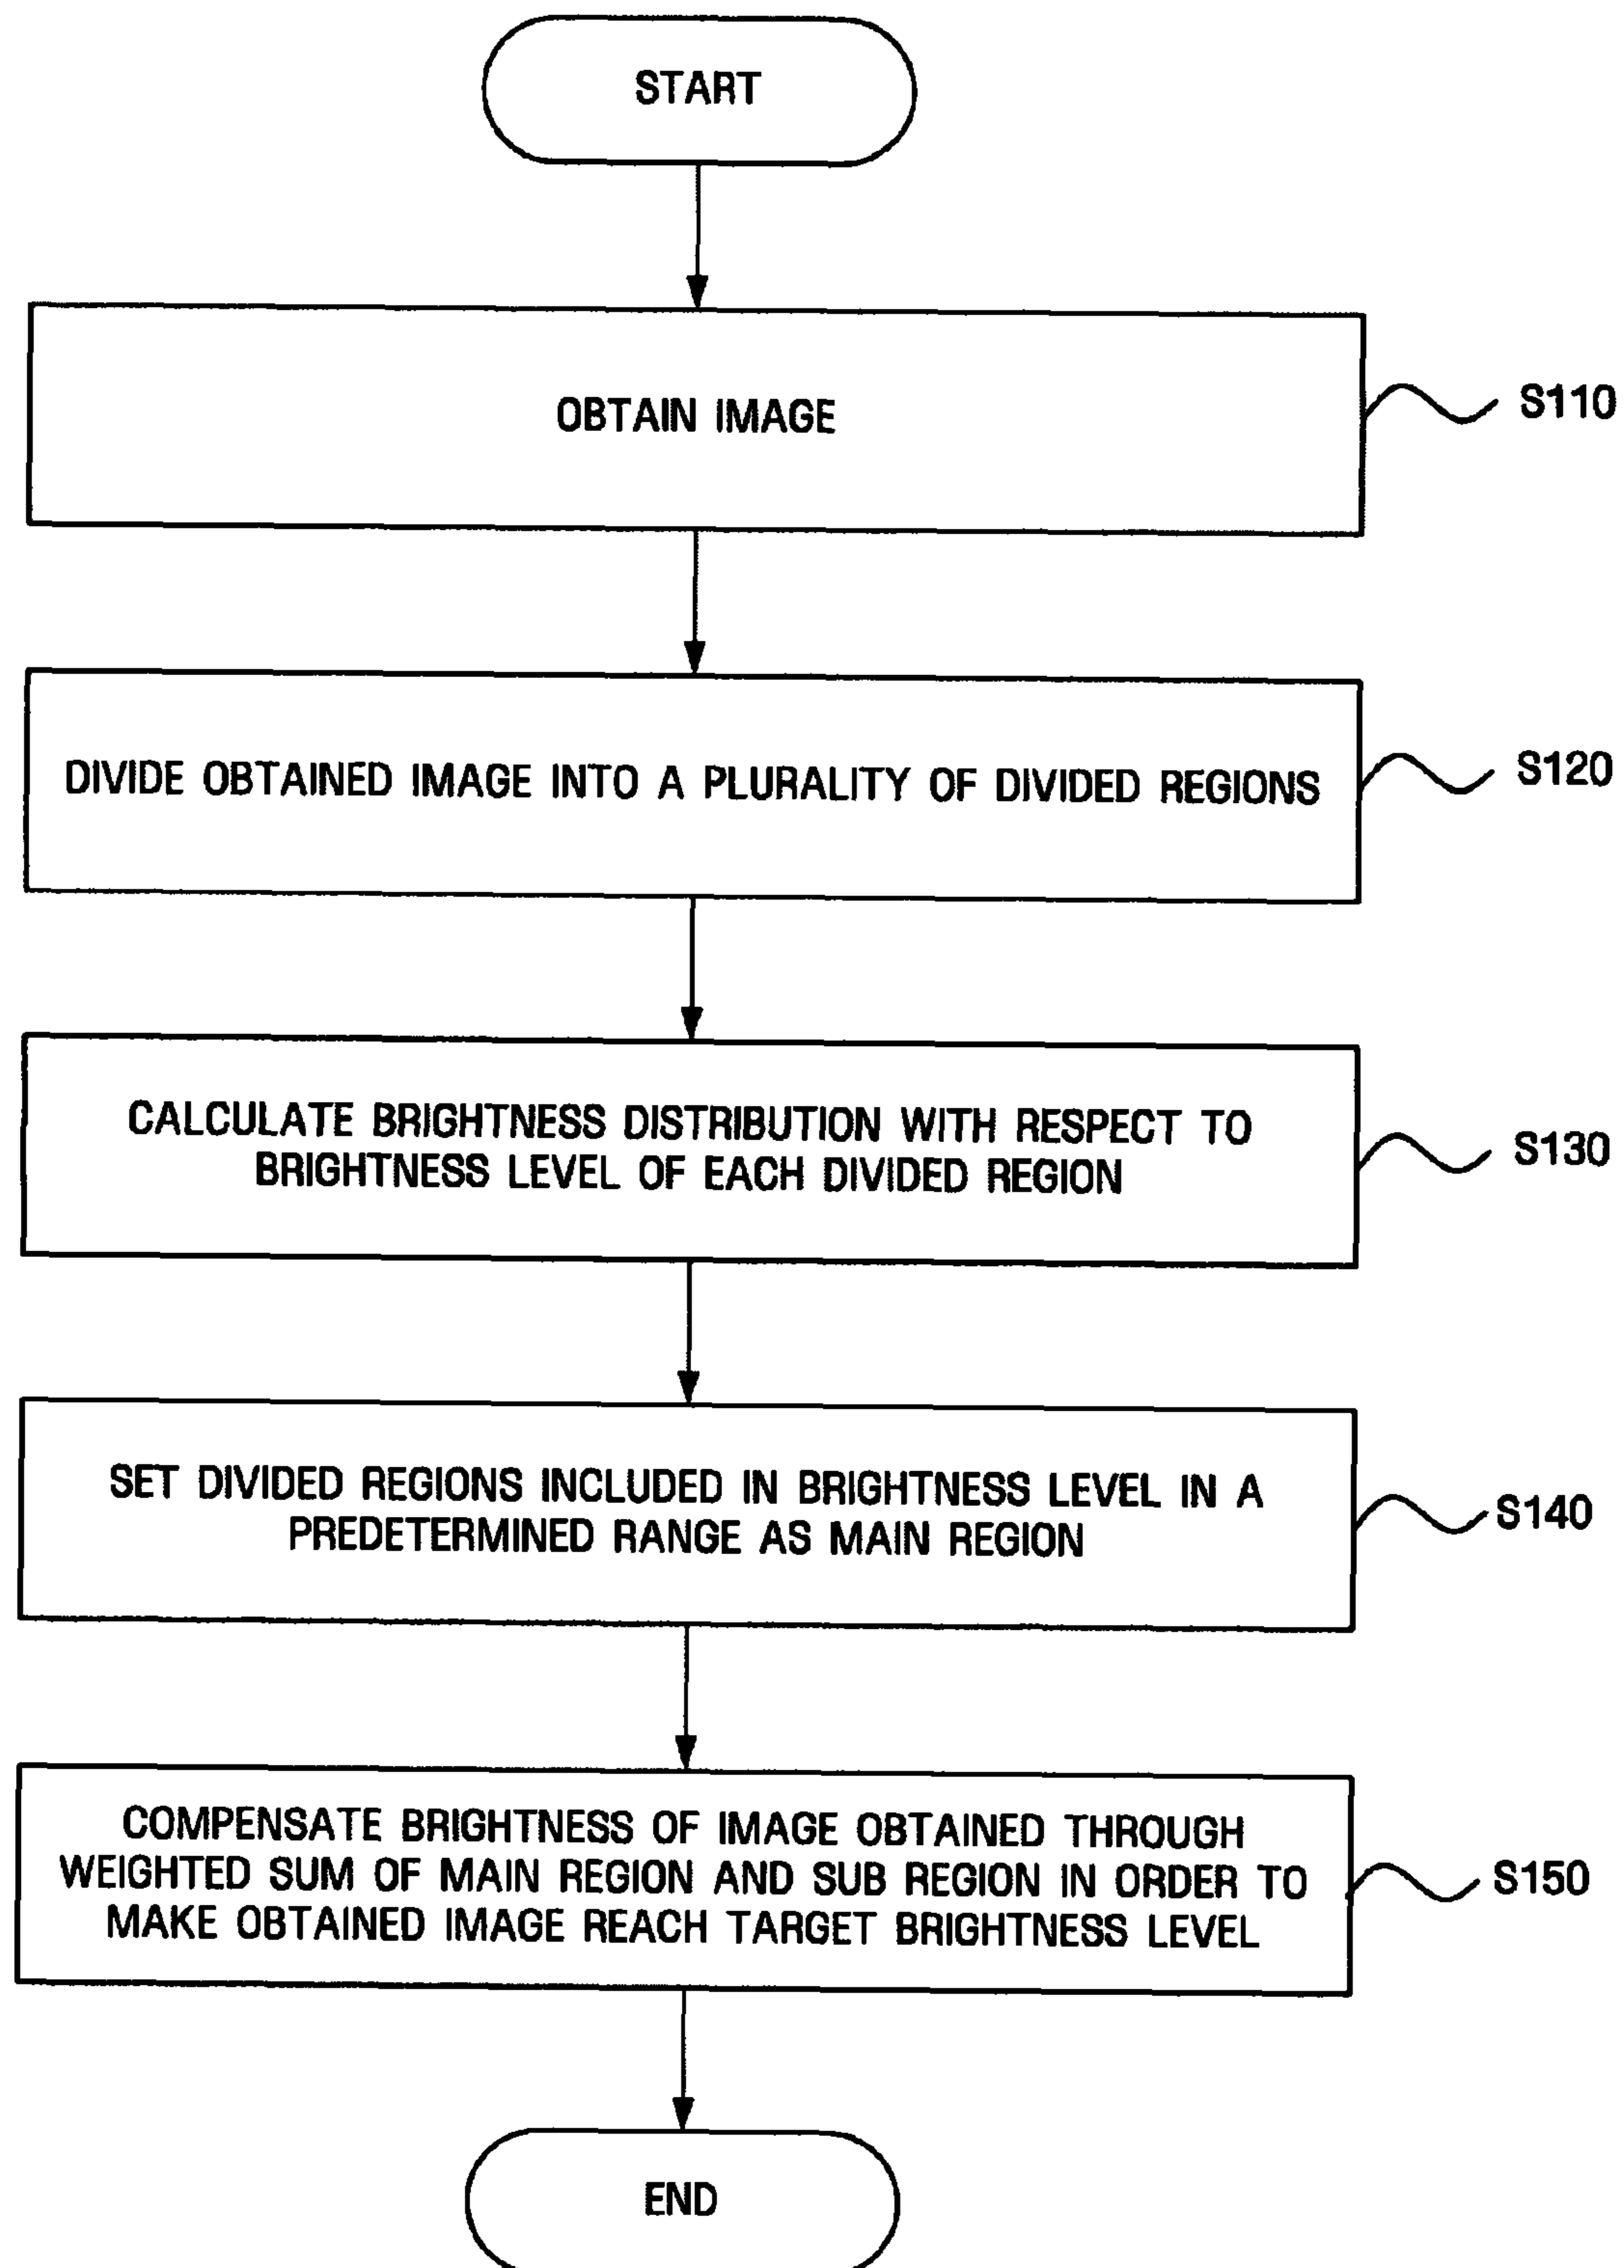 START
OBTAIN IMAGE
S110
DIVIDE OBTAINED IMAGE INTO A PLURALITY OF DIVIDED REGIONS
S120
CALCULATE BRIGHTNESS DISTRIBUTION WITH RESPECT TO
BRIGHTNESS LEVEL OF EACH DIVIDED REGION
S130
SET DIVIDED REGIONS INCLUDED IN BRIGHTNESS LEVEL IN A
PREDETERMINED RANGE AS MAIN REGION
S140
COMPENSATE BRIGHTNESS OF IMAGE OBTAINED THROUGH
WEIGHTED SUM OF MAIN REGION AND SUB REGION IN ORDER TO
MAKE OBTAINED IMAGE REACH TARGET BRIGHTNESS LEVEL
S150
END